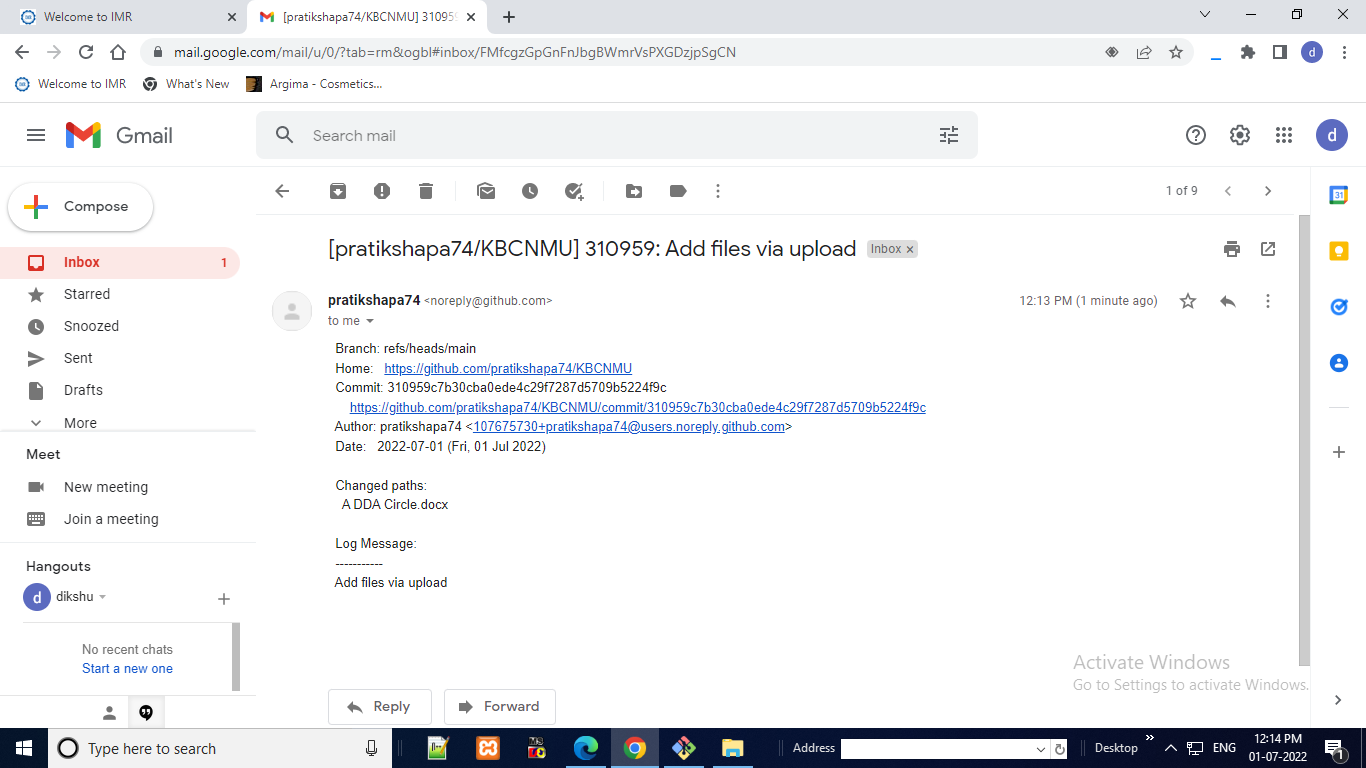 Welcome to IMR
[pratikshapa74/KBCNMU] 310959
mail.google.com/mail/u/0/?tab=rm&ogbl#inbox/FMfcgzGpGnFnJbgBWmrVsPXGDzjpSgCN
d
Welcome to IMR
What's New
Argima - Cosmetics...
Gmail
Search mail
d
Compose
1 of 9
31
[pratikshapa74/KBCNMU] 310959: Add files via upload
Inbox x
Inbox
1
Starred
Snoozed
Sent
Drafts
More
pratikshapa74 <noreply@github.com>
12:13 PM (1 minute ago)
to me
Branch: refs/heads/main
Home: https://github.com/pratikshapa74/KBCNMU
Commit: 310959c7b30cba0ede4c29f7287d5709b5224f9c
https://github.com/pratikshapa74/KBCNMU/commit/310959c7b30cba0ede4c29f7287d5709b5224f9c
Author: pratikshapa74 <107675730+pratikshapa74@users.noreply.github.com>
Date: 2022-07-01 (Fri, 01 Jul 2022)
Changed paths:
A DDA Circle.docx
Log Message:
-----------
Add files via upload
Meet
New meeting
Join a meeting
Hangouts
d
dikshu
No recent chats
Start a new one
Activate Windows
Go to Settings to activate Windows.
Reply
Forward
Type here to search
Address
Desktop
ENG
12:14 PM
01-07-2022
1